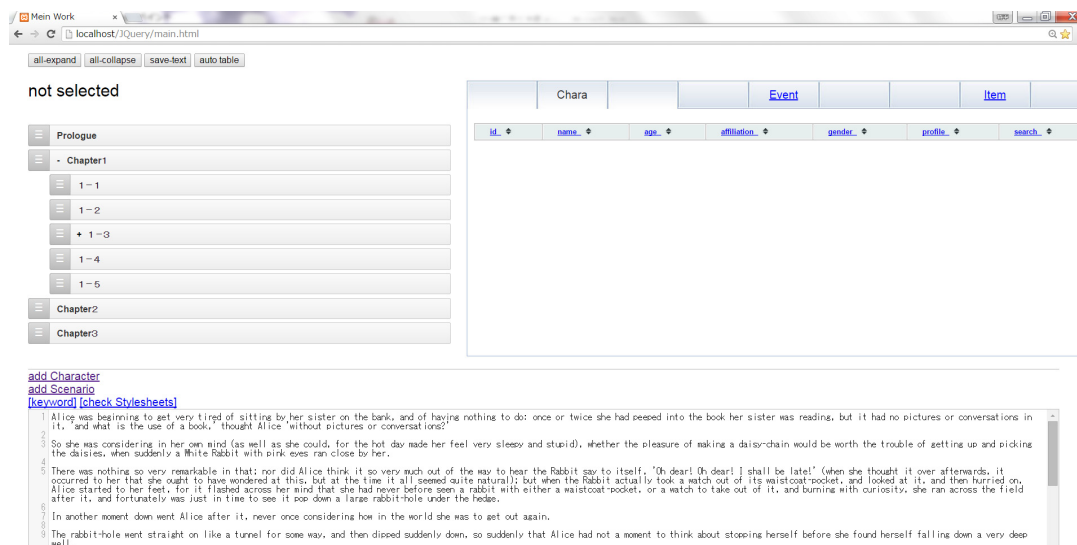 Mein Work
localhost/JQuery/main.html
all-expand all-collapse save-text auto table
not selected
Chara Event Item
id_ name_ age_ affiliation_ gender_ profile_ search_
Prologue
- Chapter1
1－1
1－2
+ 1－3
1－4
1－5
Chapter2
Chapter3
add Character
add Scenario
[keyword] [check Stylesheets]
1 Alice was beginning to get very tired of sitting by her sister on the bank, and of having nothing to do: once or twice she had peeped into the book her sister was reading, but it had no pictures or conversations in
it, 'and what is the use of a book,' thought Alice 'without pictures or conversations?'
2
3 So she was considering in her own mind (as well as she could, for the hot day made her feel very sleepy and stupid), whether the pleasure of making a daisy-chain would be worth the trouble of getting up and picking
the daisies, when suddenly a White Rabbit with pink eyes ran close by her.
4
5 There was nothing so very remarkable in that; nor did Alice think it so very much out of the way to hear the Rabbit say to itself, 'Oh dear! Oh dear! I shall be late!' (when she thought it over afterwards, it
occurred to her that she ought to have wondered at this, but at the time it all seemed quite natural); but when the Rabbit actually took a watch out of its waistcoat-pocket, and looked at it, and then hurried on,
Alice started to her feet, for it flashed across her mind that she had never before seen a rabbit with either a waistcoat-pocket, or a watch to take out of it, and burning with curiosity, she ran across the field
after it, and fortunately was just in time to see it pop down a large rabbit-hole under the hedge.
6
7 In another moment down went Alice after it, never once considering how in the world she was to get out again.
8
9 The rabbit-hole went straight on like a tunnel for some way, and then dipped suddenly down, so suddenly that Alice had not a moment to think about stopping herself before she found herself falling down a very deep
well.